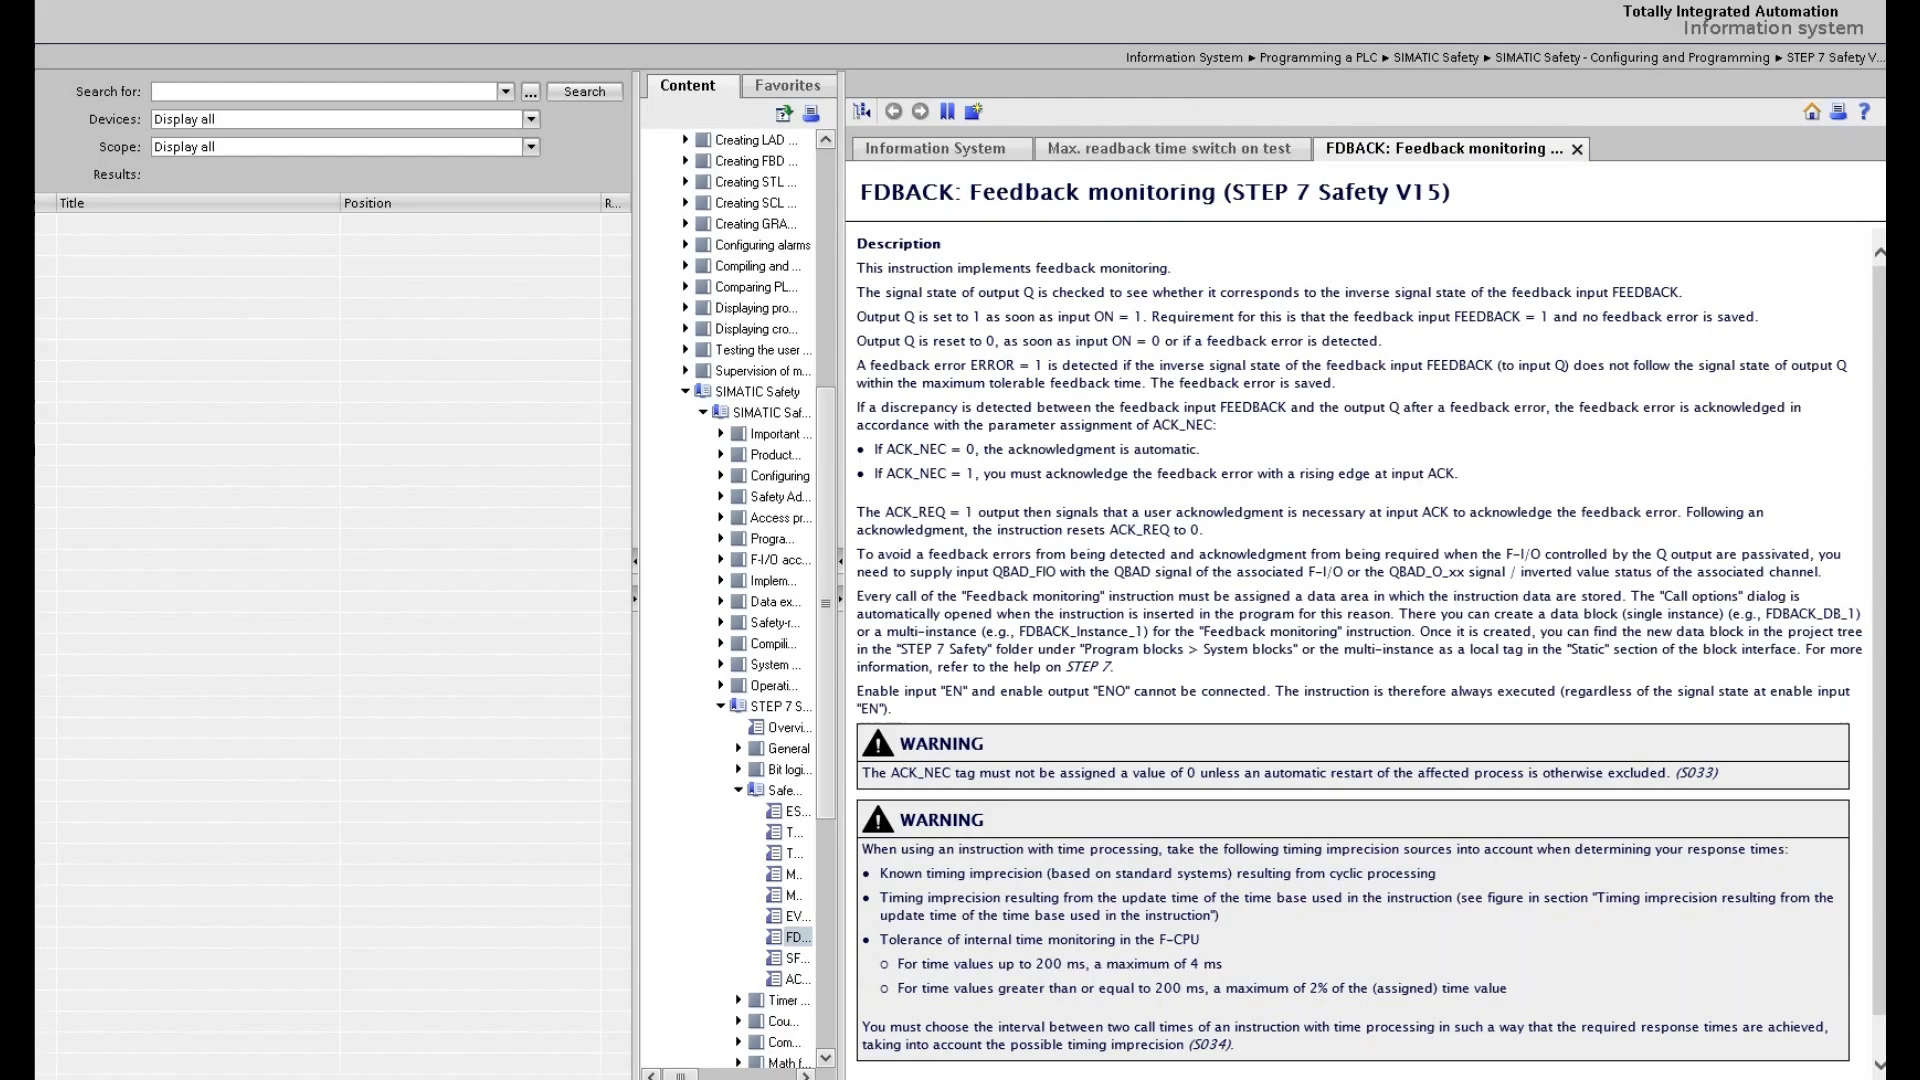 Totally Integrated Automation
Information system
Information System ▸ Programming a PLC ▸ SIMATIC Safety ▸ SIMATIC Safety - Configuring and Programming ▸ STEP 7 Safety V...
Search for:
...
Search
Devices:
Display all
Scope:
Display all
Results:
Title
Position
R...
Content
Favorites
Creating LAD ...
Creating FBD ...
Creating STL ...
Creating SCL ...
Creating GRA...
Configuring alarms
Compiling and ...
Comparing PL...
Displaying pro...
Displaying cro...
Testing the user ...
Supervision of m...
SIMATIC Safety
SIMATIC Saf...
Important ...
Product...
Configuring
Safety Ad...
Access pr...
Progra...
F-I/O acc...
Implem...
Data ex...
Safety-r...
Compili...
System ...
Operati...
STEP 7 S...
Overvi...
General
Bit logi...
Safe...
ES...
T...
T...
M...
M...
EV...
FD...
SF...
AC...
Timer ...
Cou...
Com...
Math f...
Information System
Max. readback time switch on test
FDBACK: Feedback monitoring ...
FDBACK: Feedback monitoring (STEP 7 Safety V15)
Description
This instruction implements feedback monitoring.
The signal state of output Q is checked to see whether it corresponds to the inverse signal state of the feedback input FEEDBACK.
Output Q is set to 1 as soon as input ON = 1. Requirement for this is that the feedback input FEEDBACK = 1 and no feedback error is saved.
Output Q is reset to 0, as soon as input ON = 0 or if a feedback error is detected.
A feedback error ERROR = 1 is detected if the inverse signal state of the feedback input FEEDBACK (to input Q) does not follow the signal state of output Q
within the maximum tolerable feedback time. The feedback error is saved.
If a discrepancy is detected between the feedback input FEEDBACK and the output Q after a feedback error, the feedback error is acknowledged in
accordance with the parameter assignment of ACK_NEC:
• If ACK_NEC = 0, the acknowledgment is automatic.
• If ACK_NEC = 1, you must acknowledge the feedback error with a rising edge at input ACK.
The ACK_REQ = 1 output then signals that a user acknowledgment is necessary at input ACK to acknowledge the feedback error. Following an
acknowledgment, the instruction resets ACK_REQ to 0.
To avoid a feedback errors from being detected and acknowledgment from being required when the F-I/O controlled by the Q output are passivated, you
need to supply input QBAD_FIO with the QBAD signal of the associated F-I/O or the QBAD_O_xx signal / inverted value status of the associated channel.
Every call of the "Feedback monitoring" instruction must be assigned a data area in which the instruction data are stored. The "Call options" dialog is
automatically opened when the instruction is inserted in the program for this reason. There you can create a data block (single instance) (e.g., FDBACK_DB_1)
or a multi-instance (e.g., FDBACK_Instance_1) for the "Feedback monitoring" instruction. Once it is created, you can find the new data block in the project tree
in the "STEP 7 Safety" folder under "Program blocks > System blocks" or the multi-instance as a local tag in the "Static" section of the block interface. For more
information, refer to the help on STEP 7.
Enable input "EN" and enable output "ENO" cannot be connected. The instruction is therefore always executed (regardless of the signal state at enable input
"EN").
WARNING
The ACK_NEC tag must not be assigned a value of 0 unless an automatic restart of the affected process is otherwise excluded. (S033)
WARNING
When using an instruction with time processing, take the following timing imprecision sources into account when determining your response times:
• Known timing imprecision (based on standard systems) resulting from cyclic processing
• Timing imprecision resulting from the update time of the time base used in the instruction (see figure in section "Timing imprecision resulting from the
update time of the time base used in the instruction")
• Tolerance of internal time monitoring in the F-CPU
○ For time values up to 200 ms, a maximum of 4 ms
○ For time values greater than or equal to 200 ms, a maximum of 2% of the (assigned) time value
You must choose the interval between two call times of an instruction with time processing in such a way that the required response times are achieved,
taking into account the possible timing imprecision (S034).